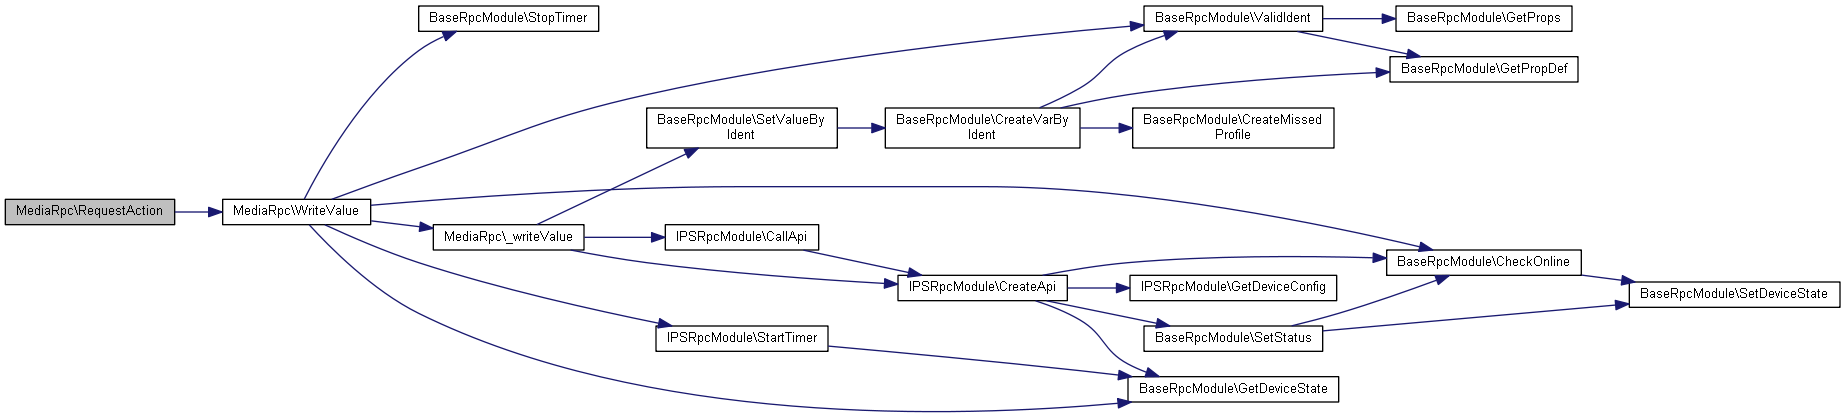 BaseRpcModule\StopTimer
BaseRpcModule\ValidIdent
BaseRpcModule\GetProps
BaseRpcModule\GetPropDef
BaseRpcModule\SetValueBy
Ident
BaseRpcModule\CreateVarBy
Ident
BaseRpcModule\CreateMissed
Profile
MediaRpc\RequestAction
MediaRpc\WriteValue
MediaRpc\_writeValue
IPSRpcModule\CallApi
BaseRpcModule\CheckOnline
IPSRpcModule\CreateApi
IPSRpcModule\GetDeviceConfig
BaseRpcModule\SetDeviceState
IPSRpcModule\StartTimer
BaseRpcModule\SetStatus
BaseRpcModule\GetDeviceState